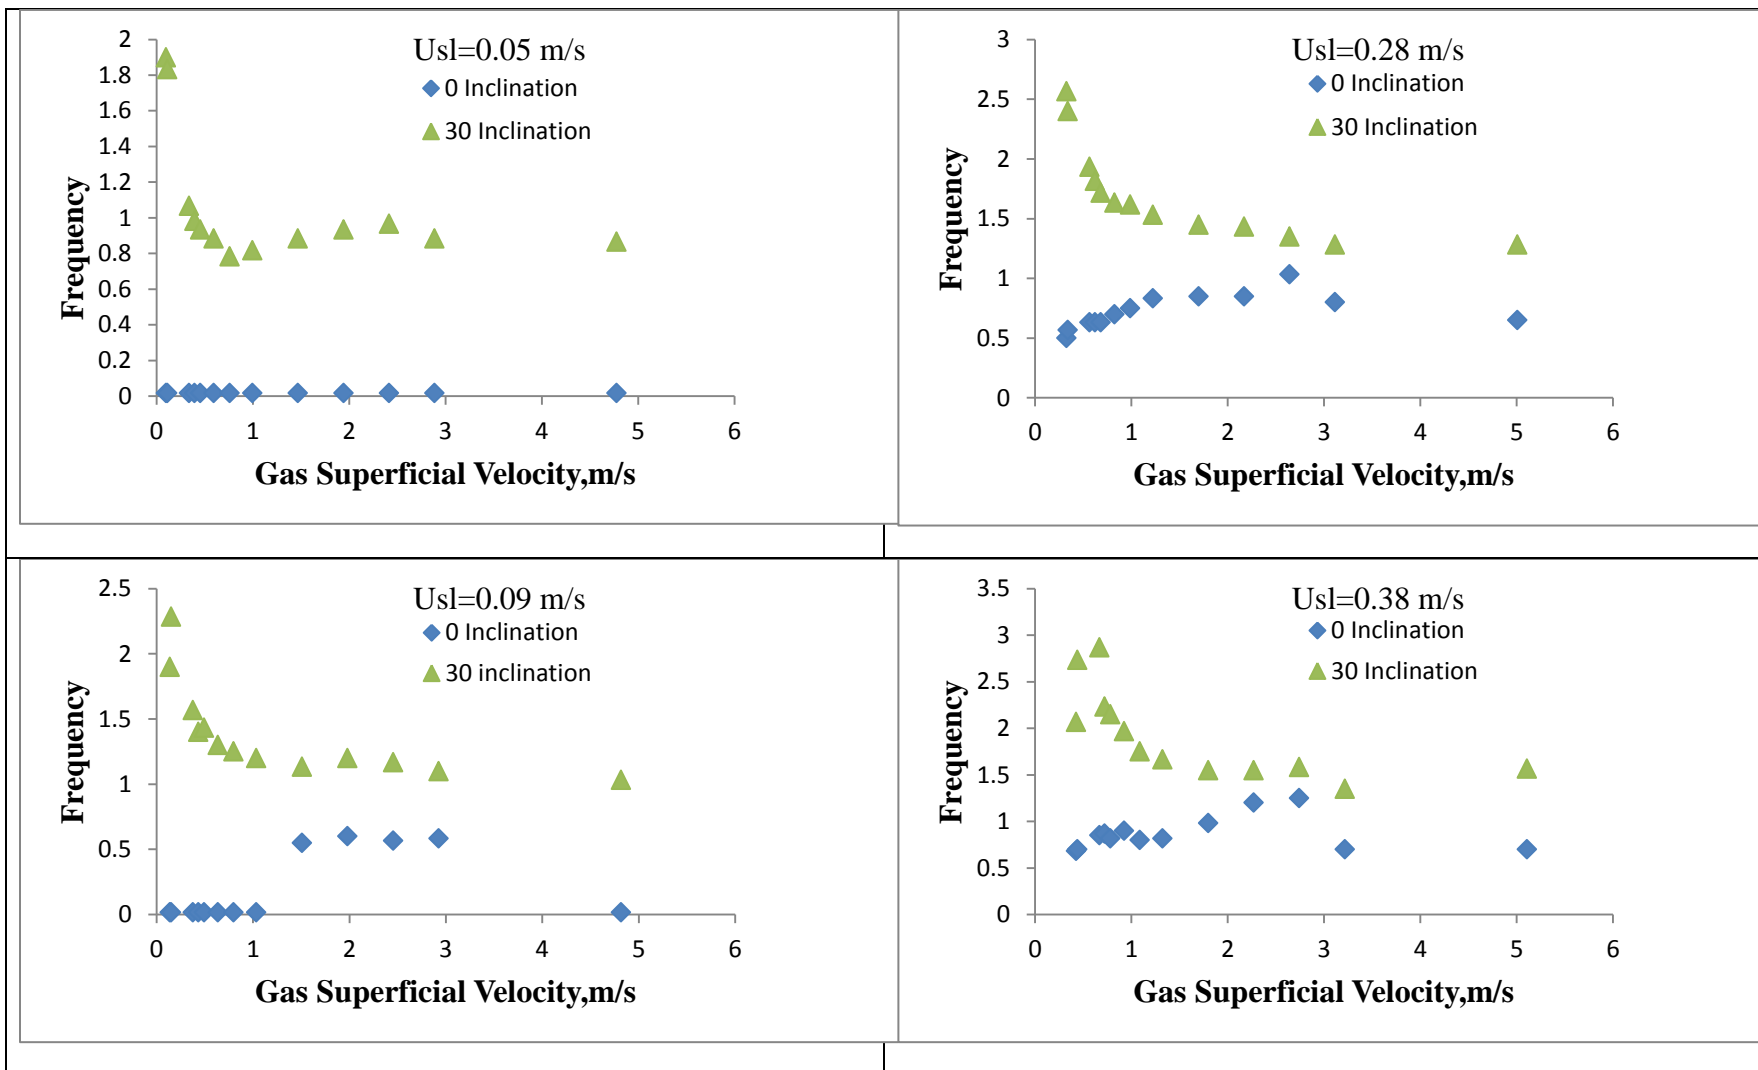 Usl=0.05 m/s
0 Inclination
30 Inclination
Frequency
2
1.8
1.6
1.4
1.2
1
0.8
0.6
0.4
0.2
0
0 1 2 3 4 5 6
Gas Superficial Velocity,m/s
Usl=0.28 m/s
0 Inclination
30 Inclination
Frequency
3
2.5
2
1.5
1
0.5
0
0 1 2 3 4 5 6
Gas Superficial Velocity,m/s
Usl=0.09 m/s
0 Inclination
30 inclination
Frequency
2.5
2
1.5
1
0.5
0
0 1 2 3 4 5 6
Gas Superficial Velocity,m/s
Usl=0.38 m/s
0 Inclination
30 Inclination
Frequency
3.5
3
2.5
2
1.5
1
0.5
0
0 1 2 3 4 5 6
Gas Superficial Velocity,m/s